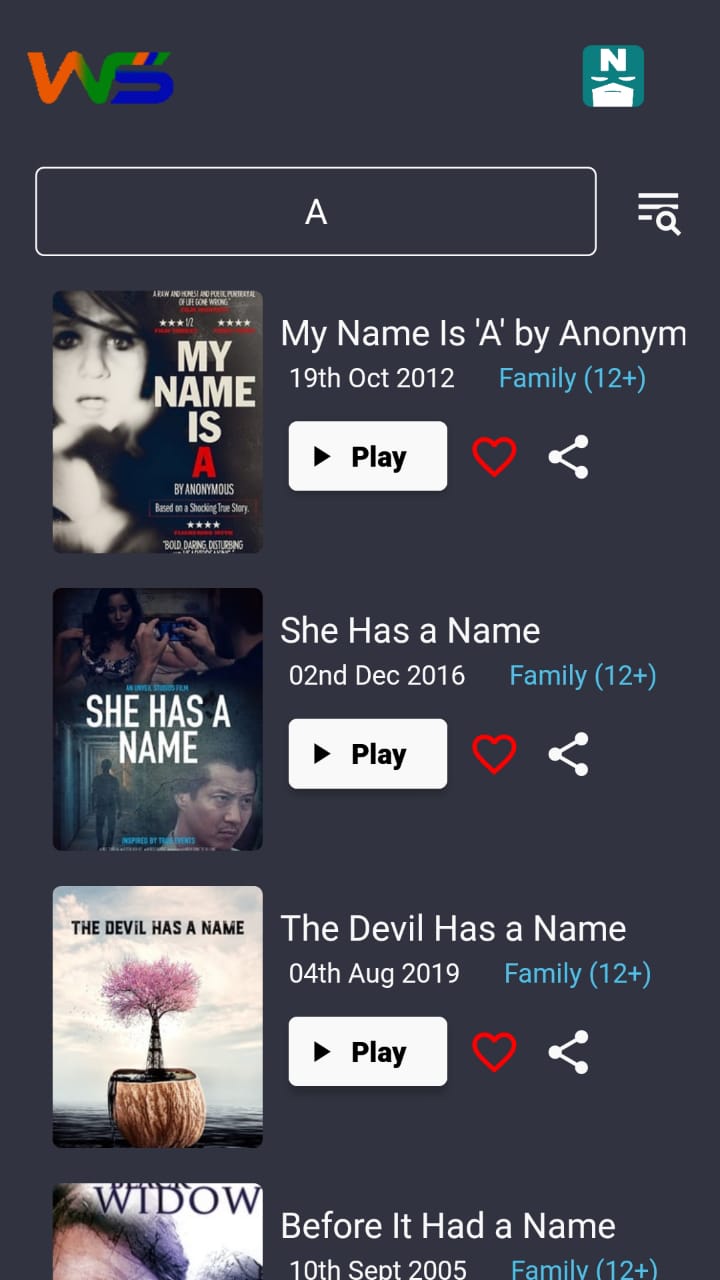 WS
N
A
A RAW AND HONEST AND POETIC PORTRAYAL
OF LIFE GONE WRONG"
★★★1/2 ★★★★
MY
NAME
IS
A
BY ANONYMOUS
Based on a Shocking True Story.
★★★★
"BOLD, DARING, DISTURBING
My Name Is 'A' by Anonym
19th Oct 2012 Family (12+)
Play
AN UNVEIL STUDIOS FILM
SHE HAS A
NAME
INSPIRED BY TRUE EVENTS
She Has a Name
02nd Dec 2016 Family (12+)
Play
THE DEVIL HAS A NAME
The Devil Has a Name
04th Aug 2019 Family (12+)
Play
BLACK
WIDOW
Before It Had a Name
10th Sept 2005 Family (12+)